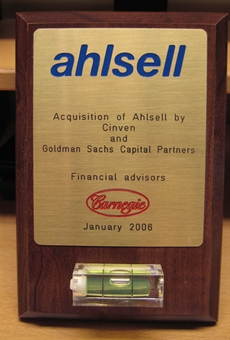 ahlsell
Acquisition of Ahlsell by
Cinven
and
Goldman Sachs Capital Partners
Financial advisors
Carnegie
January 2006